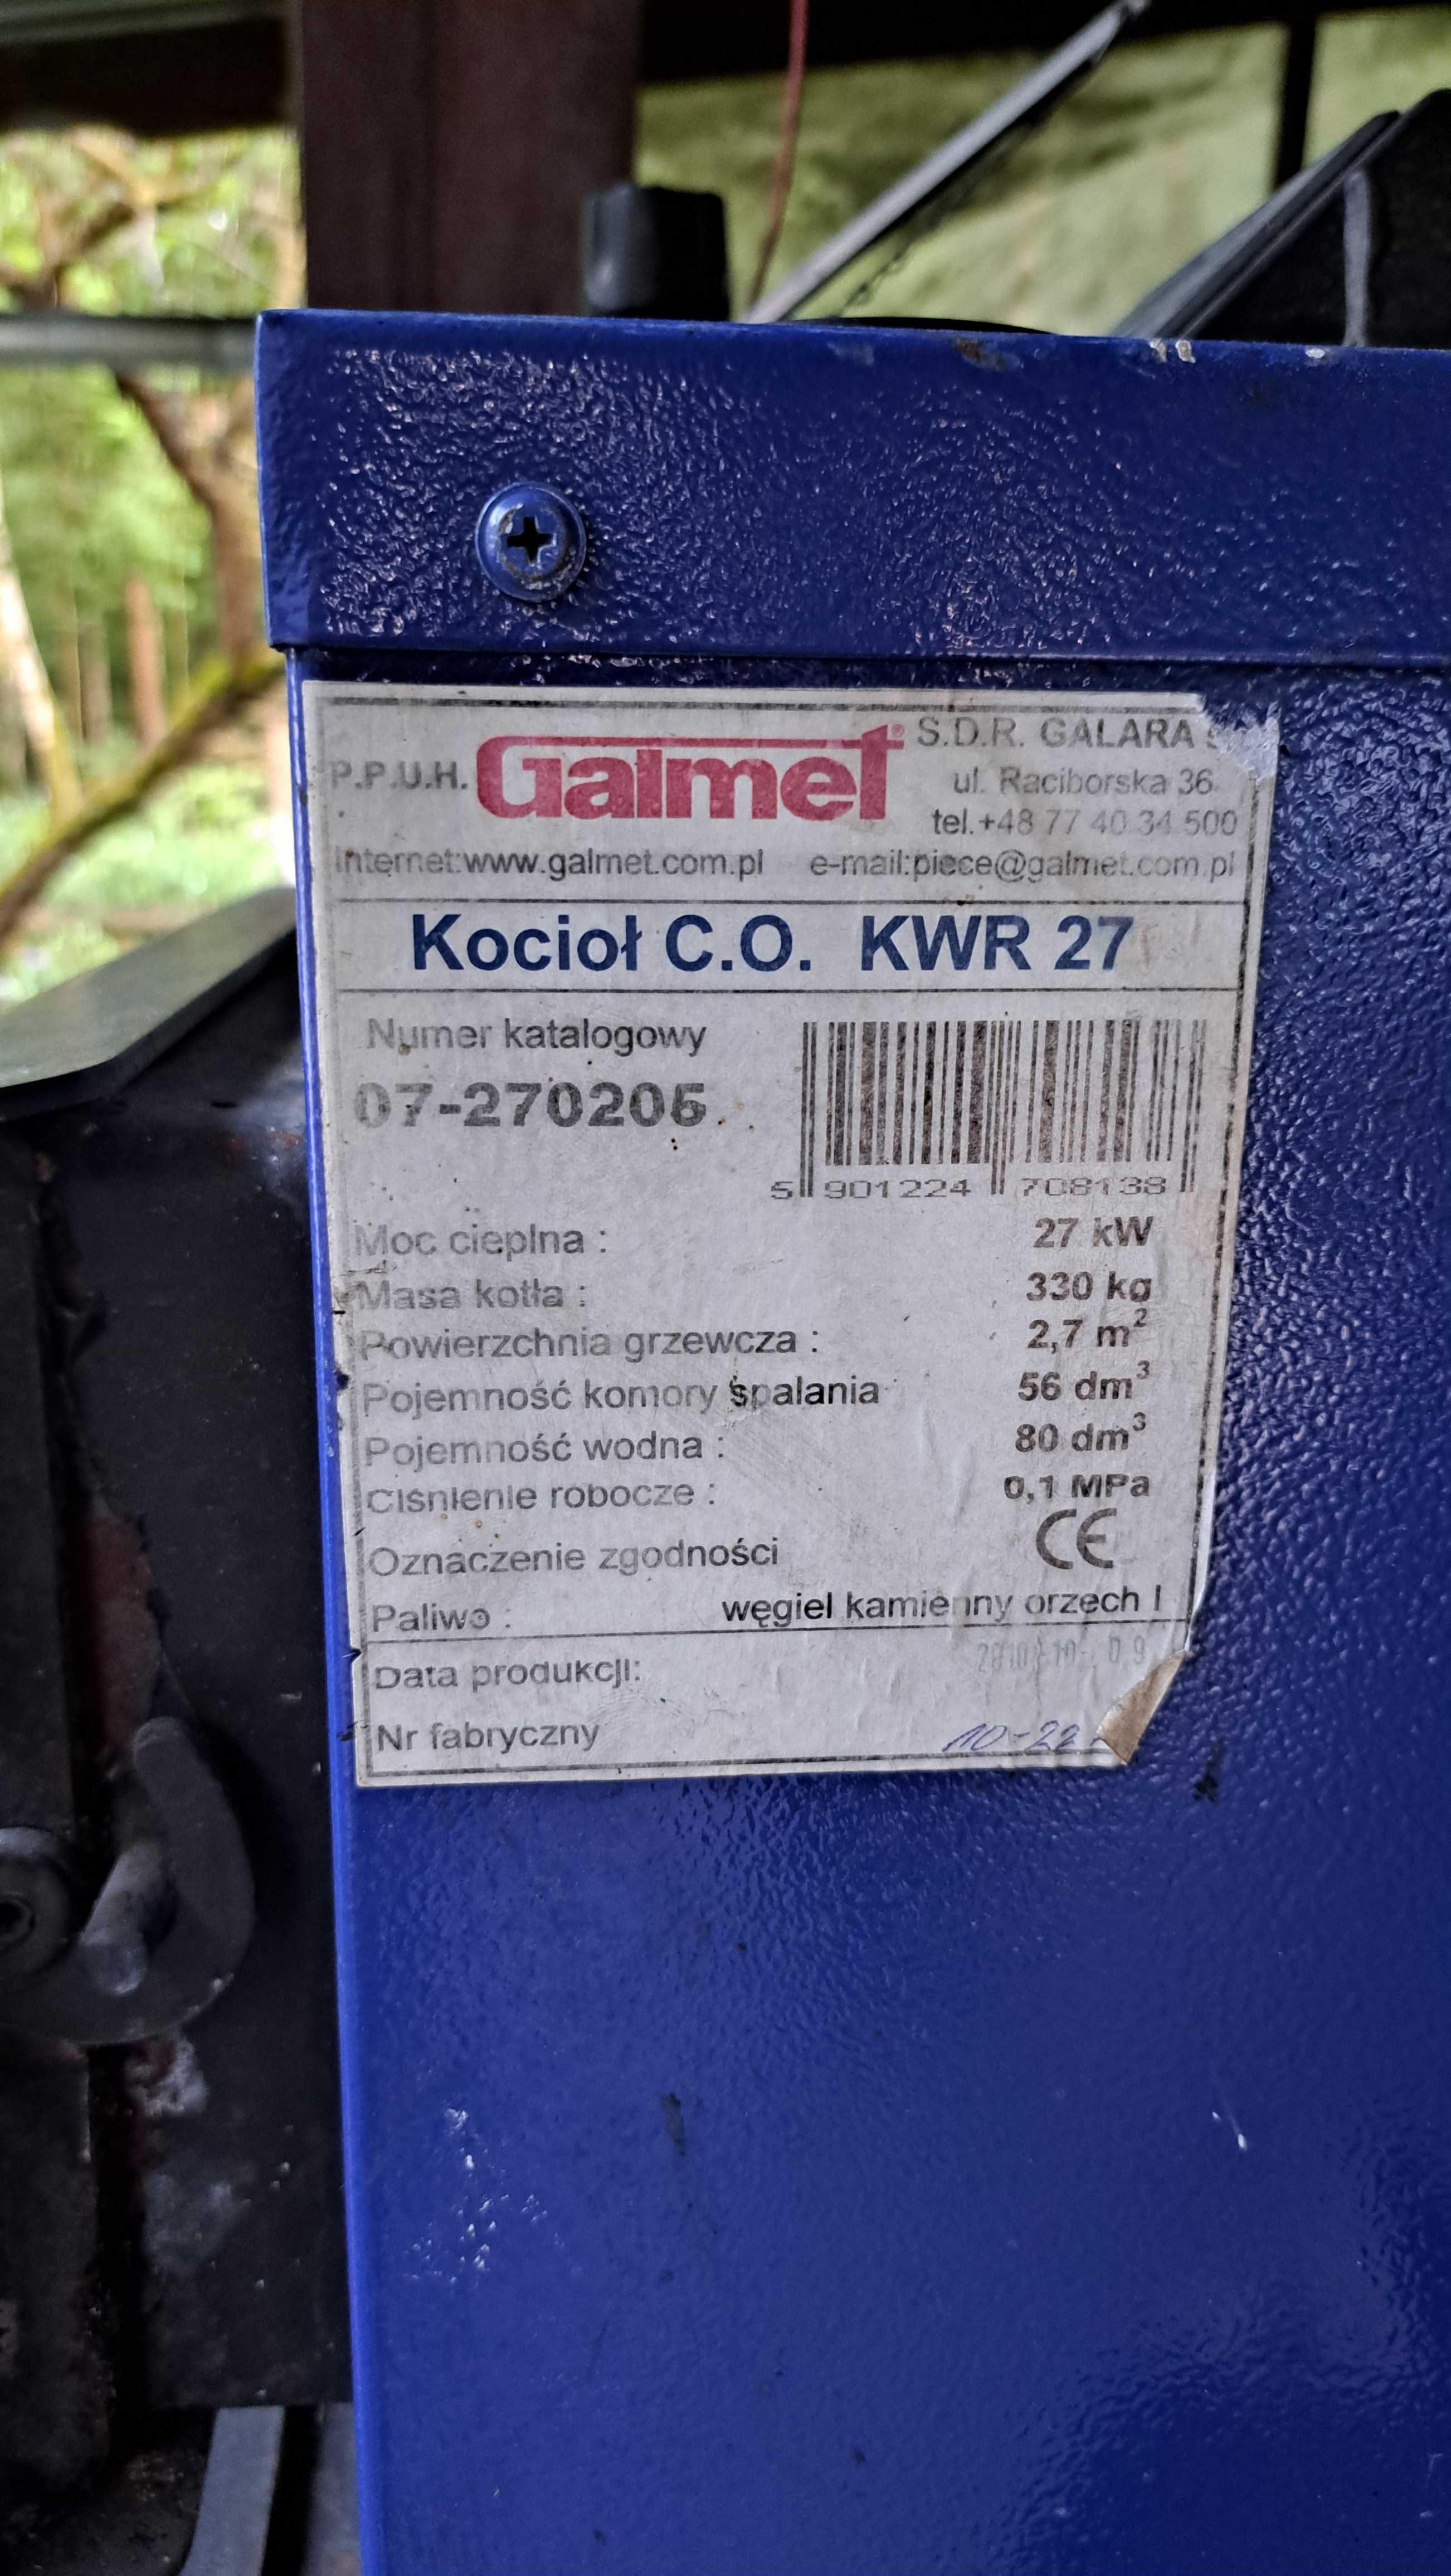 P.P.U.H. Galmet® S.D.R. GALARA
ul. Raciborska 36
tel.+48 77 40 34 500
internet:www.galmet.com.pl e-mail:piece@galmet.com.pl
Kocioł C.O. KWR 27
Numer katalogowy
07-270205
5 901224 708138
Moc cieplna : 27 kW
Masa kotła : 330 kg
Powierzchnia grzewcza : 2,7 m²
Pojemność komory spalania 56 dm³
Pojemność wodna : 80 dm³
Ciśnienie robocze : 0,1 MPa
Oznaczenie zgodności CE
Paliwo : węgiel kamienny orzech I
Data produkcji:
Nr fabryczny 10-22